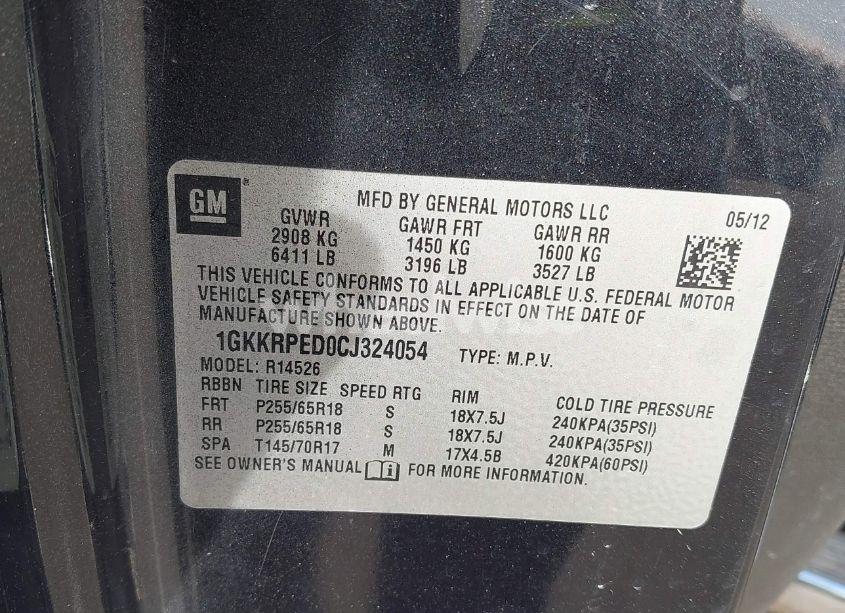 GM ®
MFD BY GENERAL MOTORS LLC 05/12
GVWR GAWR FRT GAWR RR
2908 KG 1450 KG 1600 KG
6411 LB 3196 LB 3527 LB
THIS VEHICLE CONFORMS TO ALL APPLICABLE U.S. FEDERAL MOTOR
VEHICLE SAFETY STANDARDS IN EFFECT ON THE DATE OF
MANUFACTURE SHOWN ABOVE.
1GKKRPED0CJ324054 TYPE: M.P.V.
MODEL: R14526
RBBN TIRE SIZE SPEED RTG RIM COLD TIRE PRESSURE
FRT P255/65R18 S 18X7.5J 240KPA(35PSI)
RR P255/65R18 S 18X7.5J 240KPA(35PSI)
SPA T145/70R17 M 17X4.5B 420KPA(60PSI)
SEE OWNER'S MANUAL FOR MORE INFORMATION.